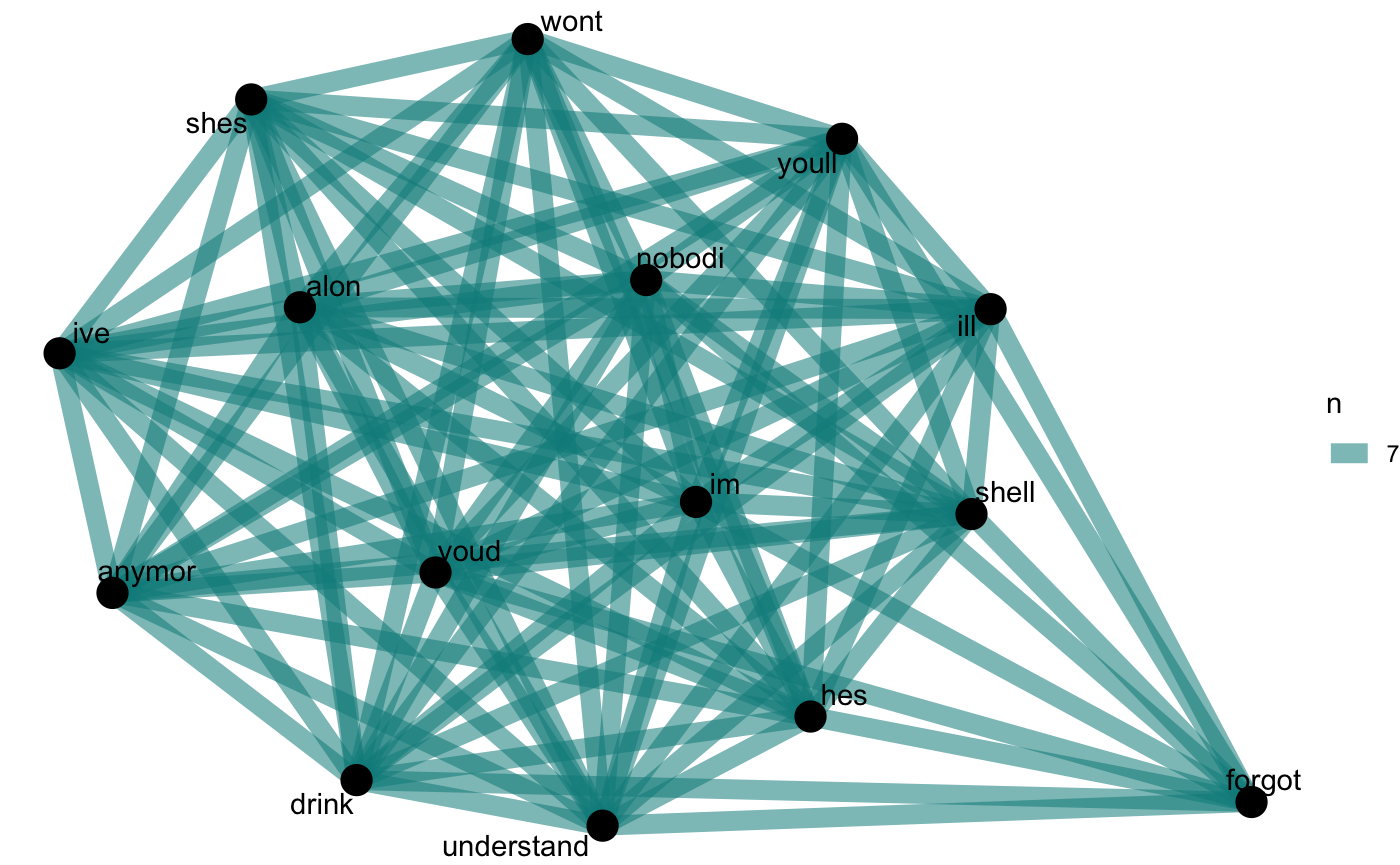 wont
shes
youll
nobodi
alon
ill
ive
n
7
im
shell
youd
anymor
hes
forgot
drink
understand